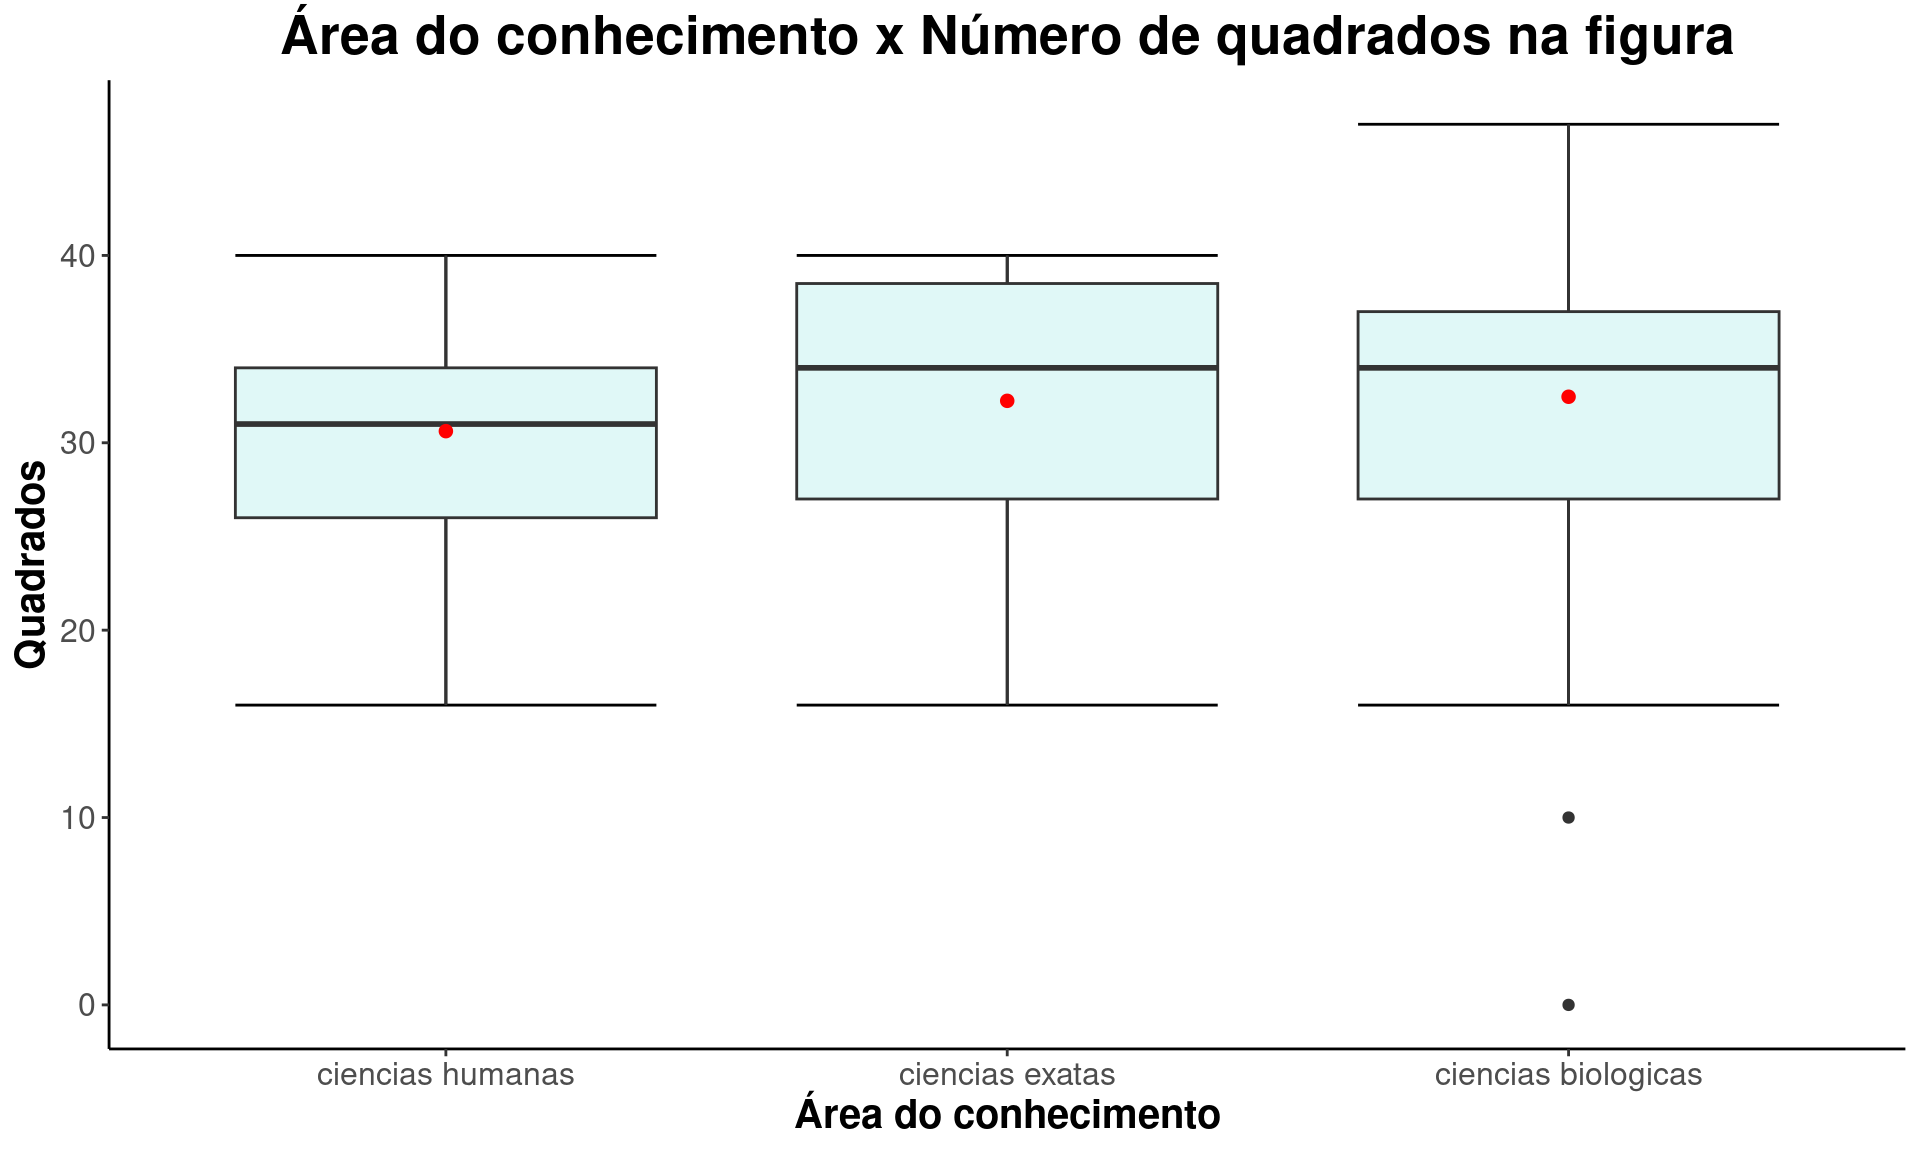 Área do conhecimento x Número de quadrados na figura
Quadrados
40
30
20
10
0
ciencias humanas
ciencias exatas
ciencias biologicas
Área do conhecimento